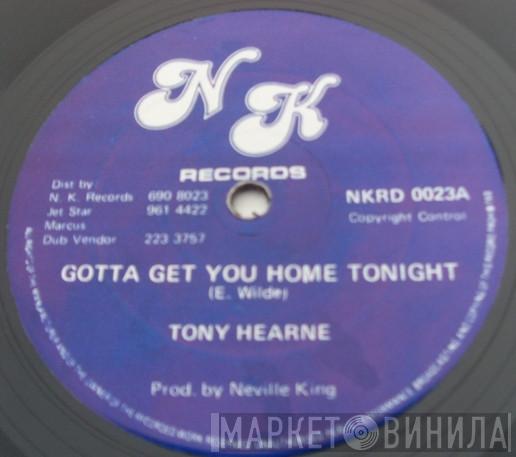 N K
RECORDS
Dist by:
N. K. Records 690 8023
Jet Star 961 4422
Marcus
Dub Vendor 223 3757
NKRD 0023A
Copyright Control
GOTTA GET YOU HOME TONIGHT
(E. Wilde)
TONY HEARNE
Prod. by Neville King
МАРКЕТ ВИНИЛА